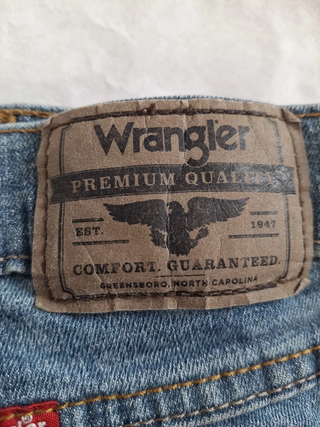 Wrangler
PREMIUM QUALITY
EST. 1947
COMFORT. GUARANTEED.
GREENSBORO, NORTH CAROLINA